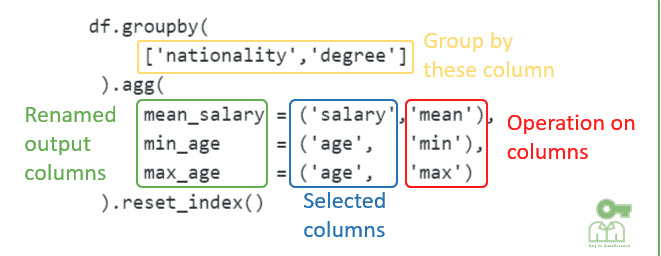 df.groupby(
['nationality','degree']
Group by
these column
).agg(
Renamed
output
columns
mean_salary = ('salary','mean'),
min_age = ('age', 'min'),
max_age = ('age', 'max')
Operation on
columns
).reset_index()
Selected
columns
Key to DataScience